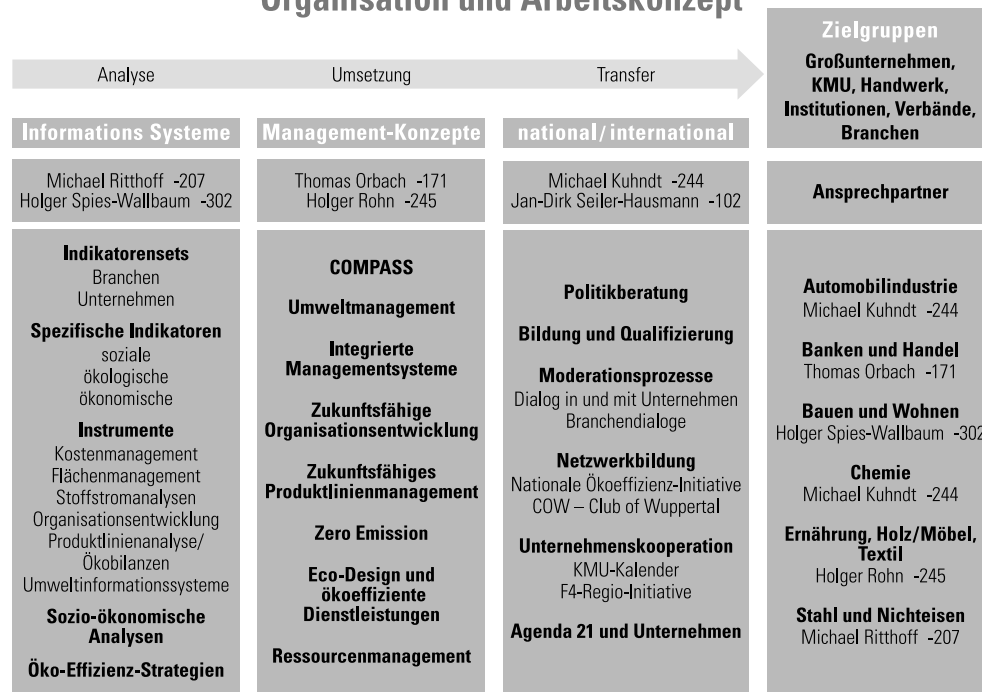 Organisation und Arbeitskonzept
Analyse
Umsetzung
Transfer
Zielgruppen
Großunternehmen,
KMU, Handwerk,
Institutionen, Verbände,
Branchen
Informations Systeme
Management-Konzepte
national/international
Michael Ritthoff -207
Holger Spies-Wallbaum -302
Thomas Orbach -171
Holger Rohn -245
Michael Kuhndt -244
Jan-Dirk Seiler-Hausmann -102
Ansprechpartner
Indikatorensets
Branchen
Unternehmen
Spezifische Indikatoren
soziale
ökologische
ökonomische
Instrumente
Kostenmanagement
Flächenmanagement
Stoffstromanalysen
Organisationsentwicklung
Produktlinienanalyse/
Ökobilanzen
Umweltinformationssysteme
Sozio-ökonomische
Analysen
Öko-Effizienz-Strategien
COMPASS
Umweltmanagement
Integrierte
Managementsysteme
Zukunftsfähige
Organisationsentwicklung
Zukunftsfähiges
Produktlinienmanagement
Zero Emission
Eco-Design und
ökoeffiziente
Dienstleistungen
Ressourcenmanagement
Politikberatung
Bildung und Qualifizierung
Moderationsprozesse
Dialog in und mit Unternehmen
Branchendialoge
Netzwerkbildung
Nationale Ökoeffizienz-Initiative
COW – Club of Wuppertal
Unternehmenskooperation
KMU-Kalender
F4-Regio-Initiative
Agenda 21 und Unternehmen
Automobilindustrie
Michael Kuhndt -244
Banken und Handel
Thomas Orbach -171
Bauen und Wohnen
Holger Spies-Wallbaum -302
Chemie
Michael Kuhndt -244
Ernährung, Holz/Möbel,
Textil
Holger Rohn -245
Stahl und Nichteisen
Michael Ritthoff -207